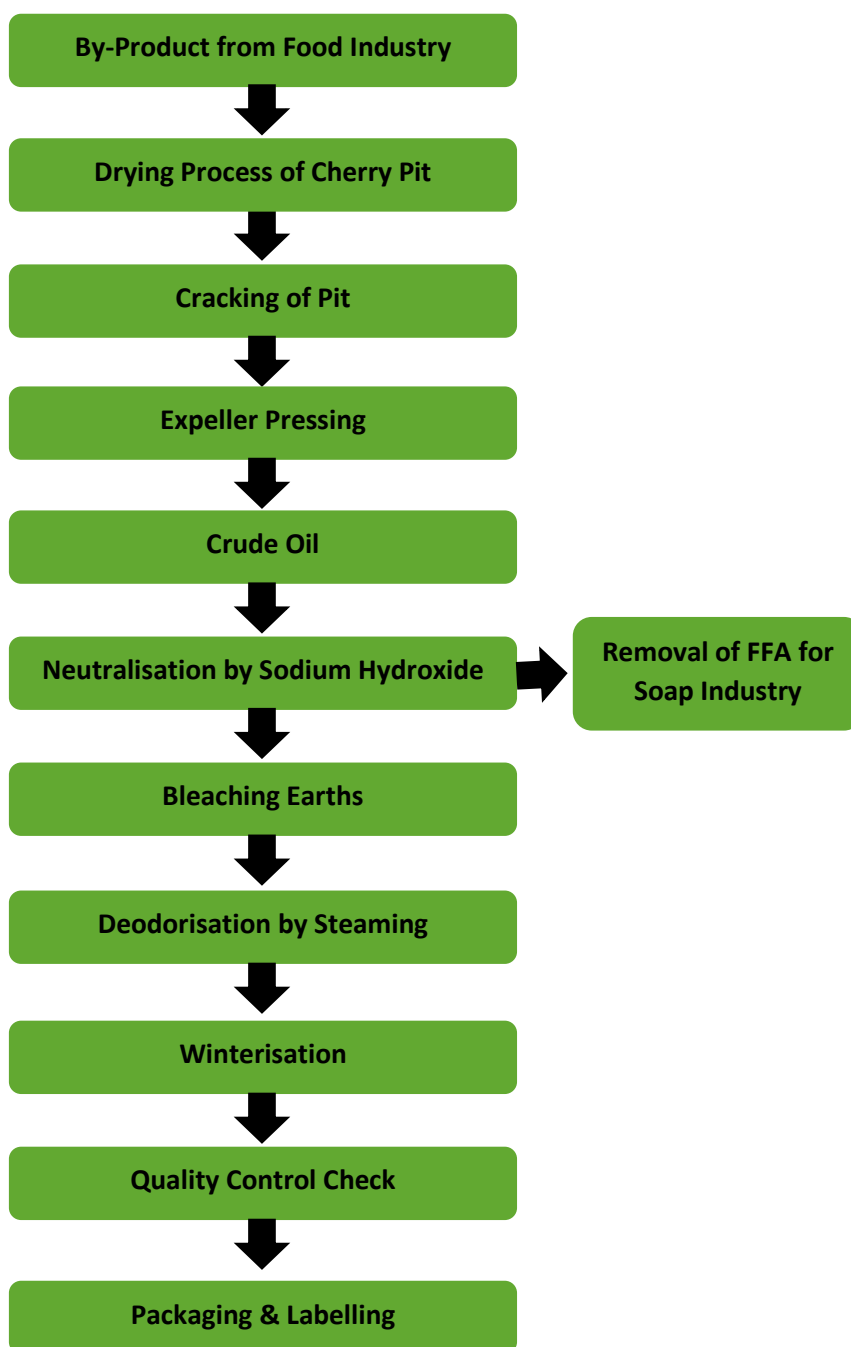 By-Product from Food Industry
Drying Process of Cherry Pit
Cracking of Pit
Expeller Pressing
Crude Oil
Neutralisation by Sodium Hydroxide
Removal of FFA for
Soap Industry
Bleaching Earths
Deodorisation by Steaming
Winterisation
Quality Control Check
Packaging & Labelling